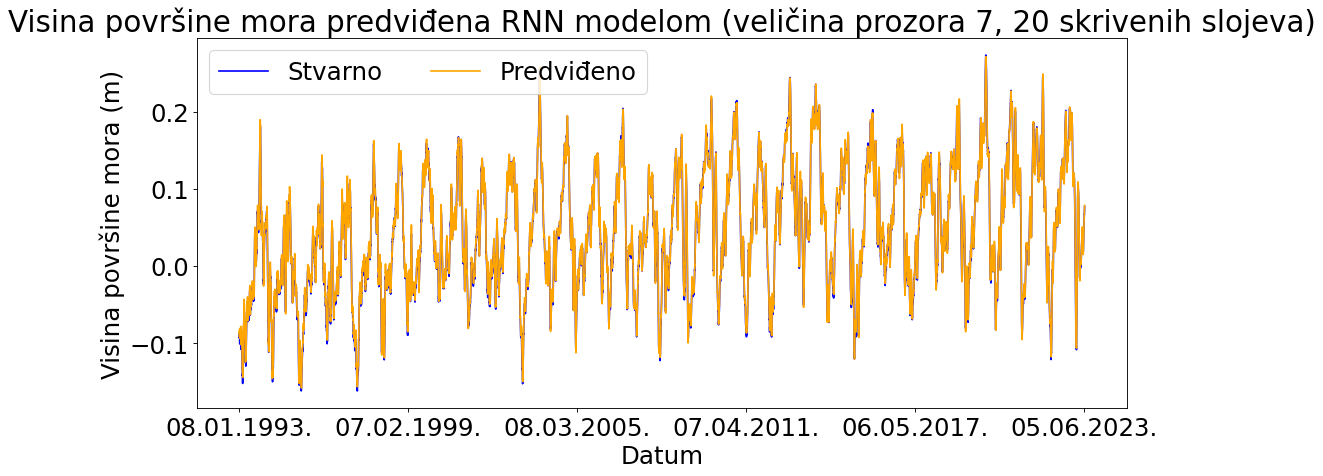 Visina površine mora predviđena RNN modelom (veličina prozora 7, 20 skrivenih slojeva)
Stvarno
Predviđeno
Visina površine mora (m)
0.2
0.1
0.0
−0.1
08.01.1993.
07.02.1999.
08.03.2005.
07.04.2011.
06.05.2017.
05.06.2023.
Datum